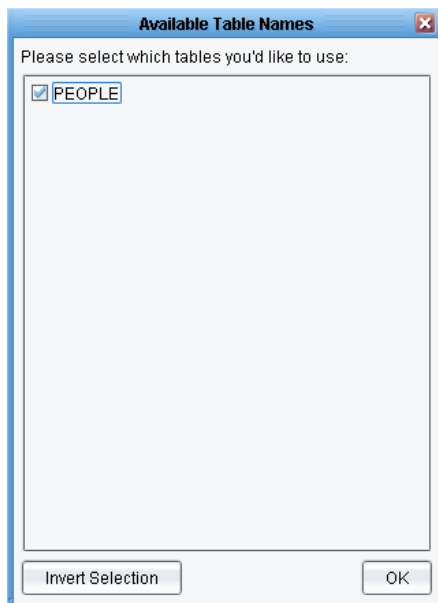 Available Table Names
Please select which tables you'd like to use:
PEOPLE
Invert Selection
OK